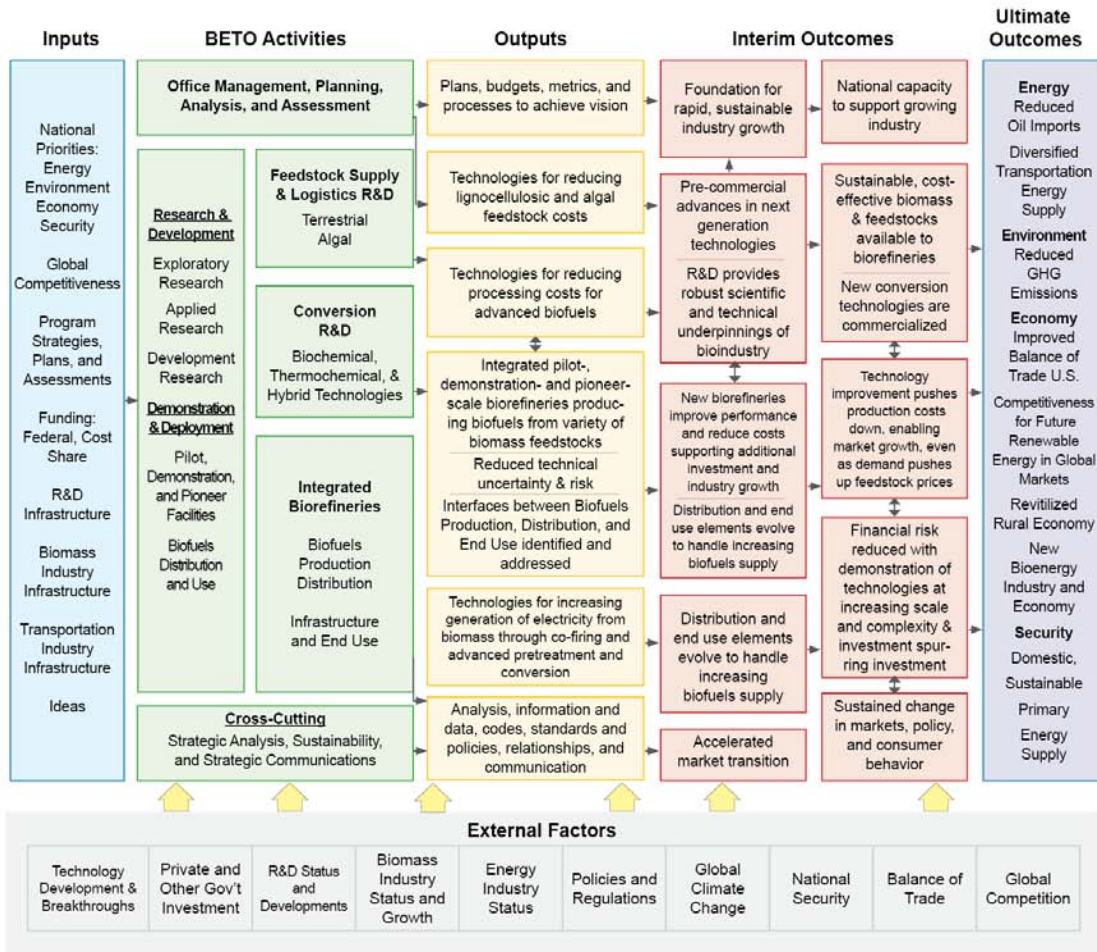 Inputs
BETO Activities
Outputs
Interim Outcomes
Ultimate
Outcomes
National
Priorities:
Energy
Environment
Economy
Security
Global
Competitiveness
Program
Strategies,
Plans, and
Assessments
Funding:
Federal, Cost
Share
R&D
Infrastructure
Biomass
Industry
Infrastructure
Transportation
Industry
Infrastructure
Ideas
Office Management, Planning,
Analysis, and Assessment
Research &
Development
Exploratory
Research
Applied
Research
Development
Research
Demonstration
& Deployment
Pilot,
Demonstration,
and Pioneer
Facilities
Biofuels
Distribution
and Use
Feedstock Supply
& Logistics R&D
Terrestrial
Algal
Conversion
R&D
Biochemical,
Thermochemical, &
Hybrid Technologies
Integrated
Biorefineries
Biofuels
Production
Distribution
Infrastructure
and End Use
Cross-Cutting
Strategic Analysis, Sustainability,
and Strategic Communications
Plans, budgets, metrics, and
processes to achieve vision
Technologies for reducing
lignocellulosic and algal
feedstock costs
Technologies for reducing
processing costs for
advanced biofuels
Integrated pilot-,
demonstration- and pioneer-
scale biorefineries produc-
ing biofuels from variety of
biomass feedstocks
Reduced technical
uncertainty & risk
Interfaces between Biofuels
Production, Distribution, and
End Use identified and
addressed
Technologies for increasing
generation of electricity from
biomass through co-firing and
advanced pretreatment and
conversion
Analysis, information and
data, codes, standards and
policies, relationships, and
communication
Foundation for
rapid, sustainable
industry growth
Pre-commercial
advances in next
generation
technologies
R&D provides
robust scientific
and technical
underpinnings of
bioindustry
New biorefineries
improve performance
and reduce costs
supporting additional
investment and
industry growth
Distribution and end
use elements evolve
to handle increasing
biofuels supply
Distribution and
end use elements
evolve to handle
increasing
biofuels supply
Accelerated
market transition
National capacity
to support growing
industry
Sustainable, cost-
effective biomass
& feedstocks
available to
biorefineries
New conversion
technologies are
commercialized
Technology
improvement pushes
production costs
down, enabling
market growth, even
as demand pushes
up feedstock prices
Financial risk
reduced with
demonstration of
technologies at
increasing scale
and complexity &
investment spur-
ring investment
Sustained change
in markets, policy,
and consumer
behavior
Energy
Reduced
Oil Imports
Diversified
Transportation
Energy
Supply
Environment
Reduced
GHG
Emissions
Economy
Improved
Balance of
Trade U.S.
Competitiveness
for Future
Renewable
Energy in Global
Markets
Revitilized
Rural Economy
New
Bioenergy
Industry and
Economy
Security
Domestic,
Sustainable
Primary
Energy
Supply
External Factors
Technology
Development &
Breakthroughs
Private and
Other Gov't
Investment
R&D Status
and
Developments
Biomass
Industry
Status and
Growth
Energy
Industry
Status
Policies and
Regulations
Global
Climate
Change
National
Security
Balance of
Trade
Global
Competition